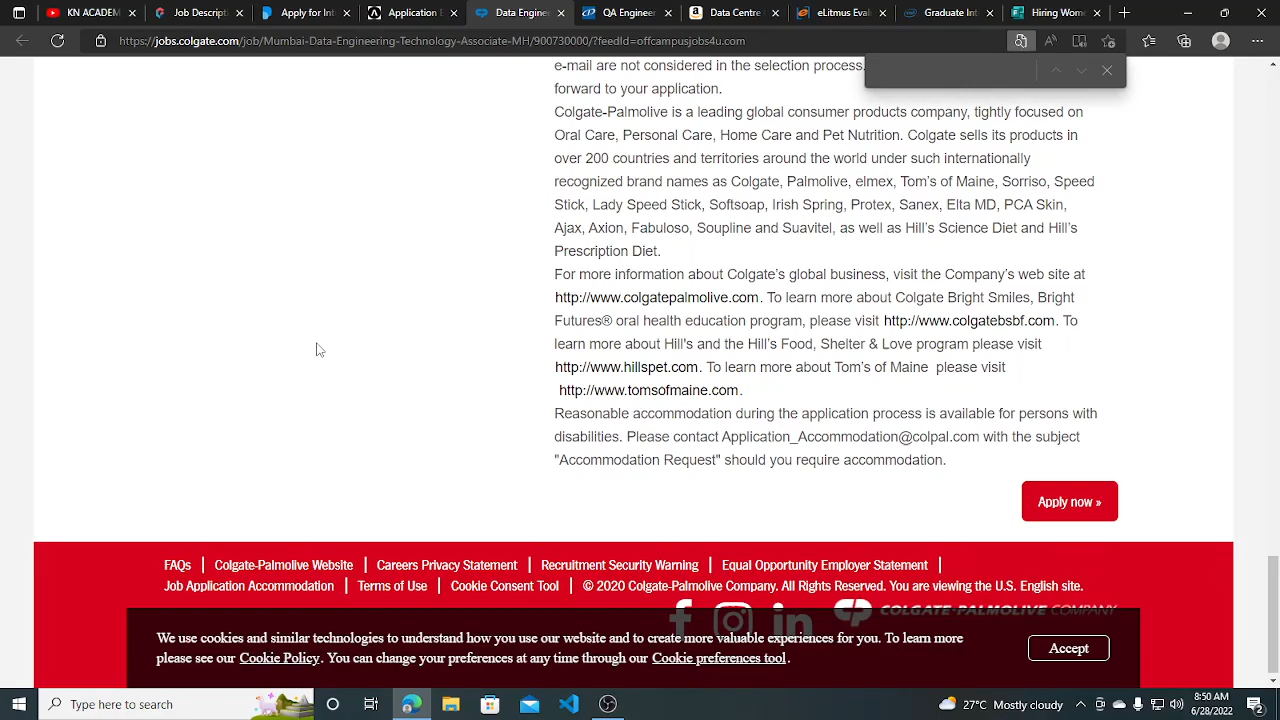 KN ACADEM
Job Descripti
Apply for Int
Application E
Data Enginee
QA Engineer
Data Centre
eLitmus Eval
Graduate Int
Hiring Wome
https://jobs.colgate.com/job/Mumbai-Data-Engineering-Technology-Associate-MH/900730000/?feedId=offcampusjobs4u.com
e-mail are not considered in the selection process.
forward to your application.
Colgate-Palmolive is a leading global consumer products company, tightly focused on
Oral Care, Personal Care, Home Care and Pet Nutrition. Colgate sells its products in
over 200 countries and territories around the world under such internationally
recognized brand names as Colgate, Palmolive, elmex, Tom's of Maine, Sorriso, Speed
Stick, Lady Speed Stick, Softsoap, Irish Spring, Protex, Sanex, Elta MD, PCA Skin,
Ajax, Axion, Fabuloso, Soupline and Suavitel, as well as Hill's Science Diet and Hill's
Prescription Diet.
For more information about Colgate's global business, visit the Company's web site at
http://www.colgatepalmolive.com. To learn more about Colgate Bright Smiles, Bright
Futures® oral health education program, please visit http://www.colgatebsbf.com. To
learn more about Hill's and the Hill's Food, Shelter & Love program please visit
http://www.hillspet.com. To learn more about Tom's of Maine please visit
http://www.tomsofmaine.com.
Reasonable accommodation during the application process is available for persons with
disabilities. Please contact Application_Accommodation@colpal.com with the subject
"Accommodation Request" should you require accommodation.
Apply now »
FAQs
Colgate-Palmolive Website
Careers Privacy Statement
Recruitment Security Warning
Equal Opportunity Employer Statement
Job Application Accommodation
Terms of Use
Cookie Consent Tool
© 2020 Colgate-Palmolive Company. All Rights Reserved. You are viewing the U.S. English site.
COLGATE-PALMOLIVE COMPANY
We use cookies and similar technologies to understand how you use our website and to create more valuable experiences for you. To learn more
please see our Cookie Policy. You can change your preferences at any time through our Cookie preferences tool.
Accept
Type here to search
27°C Mostly cloudy
8:50 AM
6/28/2022